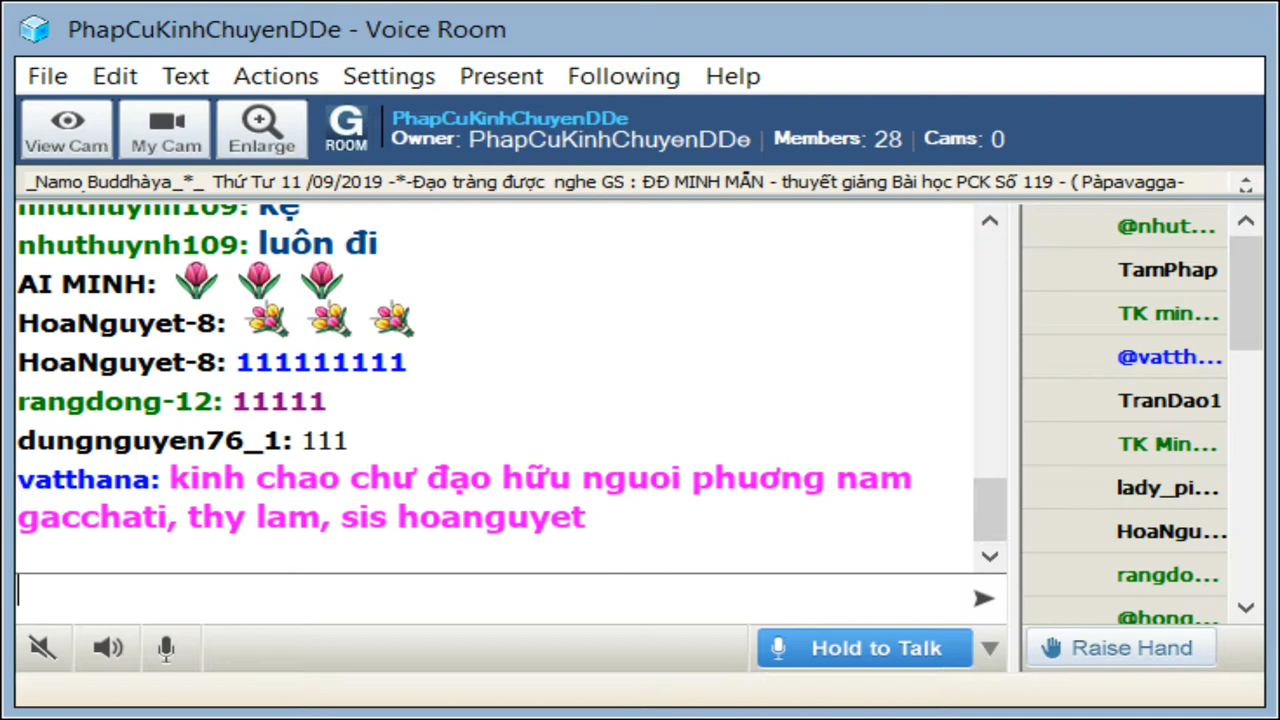 PhapCuKinhChuyenDDe - Voice Room
File Edit Text Actions Settings Present Following Help
View Cam My Cam Enlarge G ROOM
PhapCuKinhChuyenDDe
Owner: PhapCuKinhChuyenDDe | Members: 28 | Cams: 0
_Namo Buddhàya_*_ Thứ Tư 11 /09/2019 -*-Đạo tràng được nghe GS : ĐĐ MINH MẪN - thuyết giảng Bài học PCK Số 119 - ( Pàpavagga-
nhuthuynh109: kệ
nhuthuynh109: luôn đi
AI MINH:
HoaNguyet-8:
HoaNguyet-8: 111111111
rangdong-12: 11111
dungnguyen76_1: 111
vatthana: kinh chao chư đạo hữu nguoi phuơng nam
gacchati, thy lam, sis hoanguyet
@nhut...
TamPhap
TK min...
@vatth...
TranDao1
TK Min...
lady_pi...
HoaNgu...
rangdo...
@hong...
Hold to Talk
Raise Hand